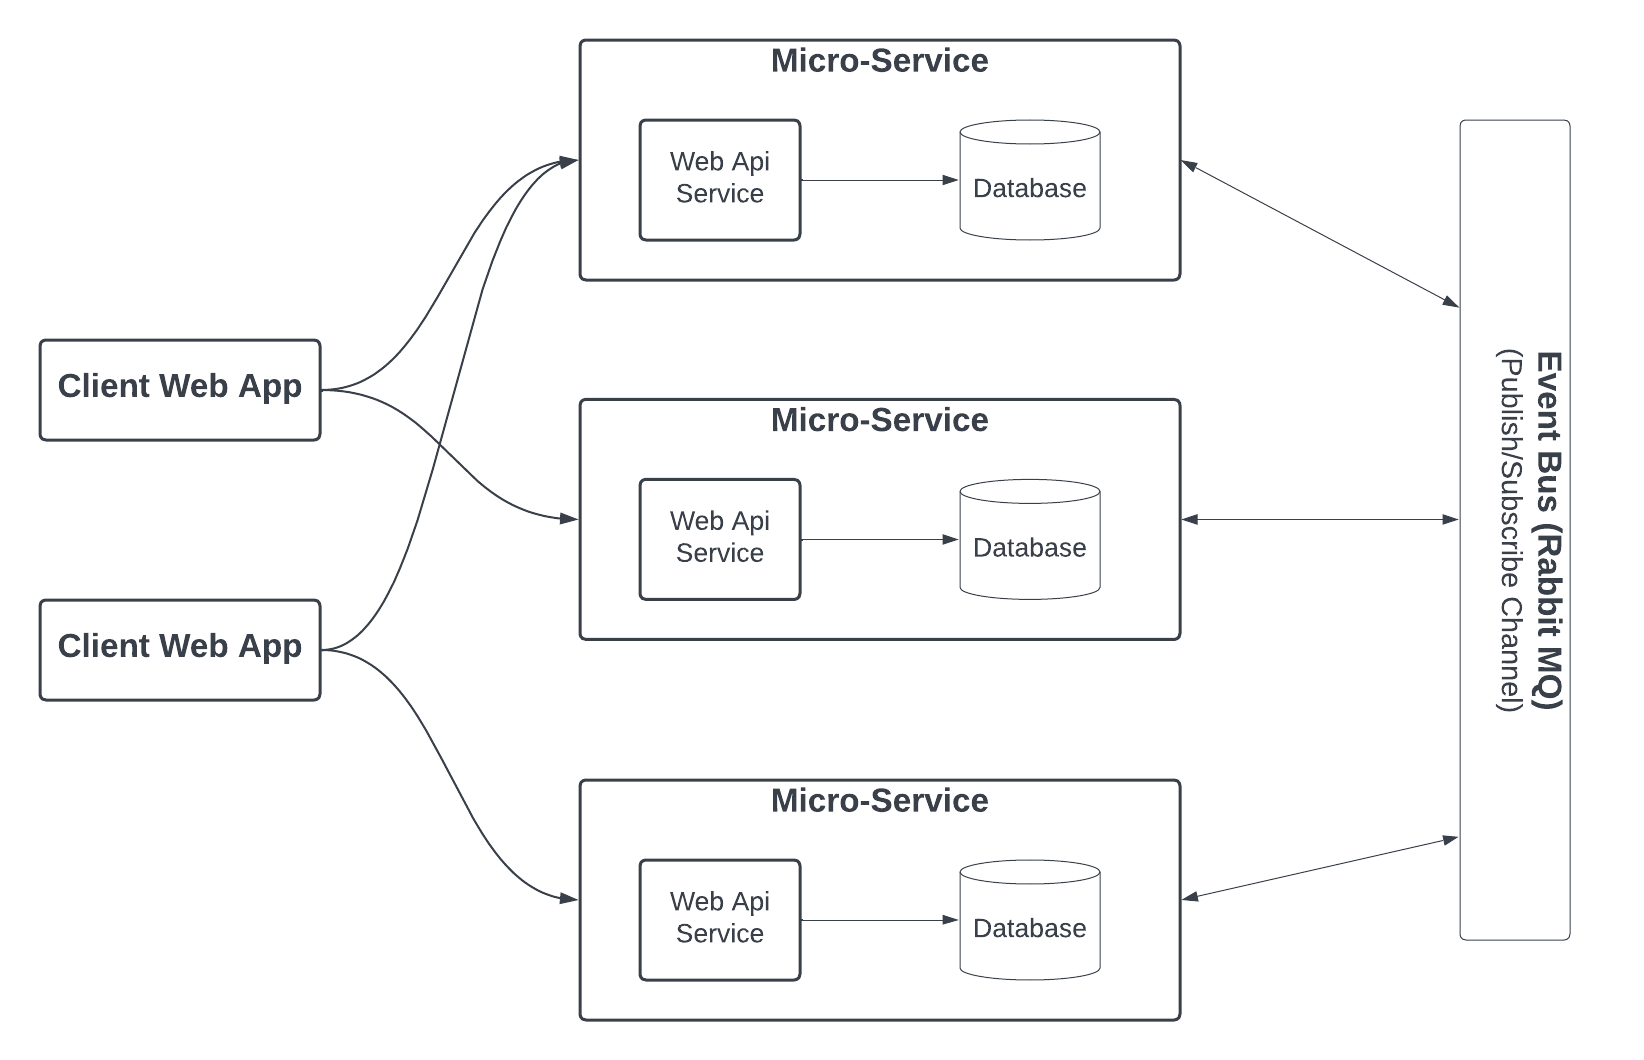 Micro-Service
Web Api
Service
Database
Client Web App
Micro-Service
Web Api
Service
Database
Client Web App
Micro-Service
Web Api
Service
Database
Event Bus (Rabbit MQ)
(Publish/Subscribe Channel)